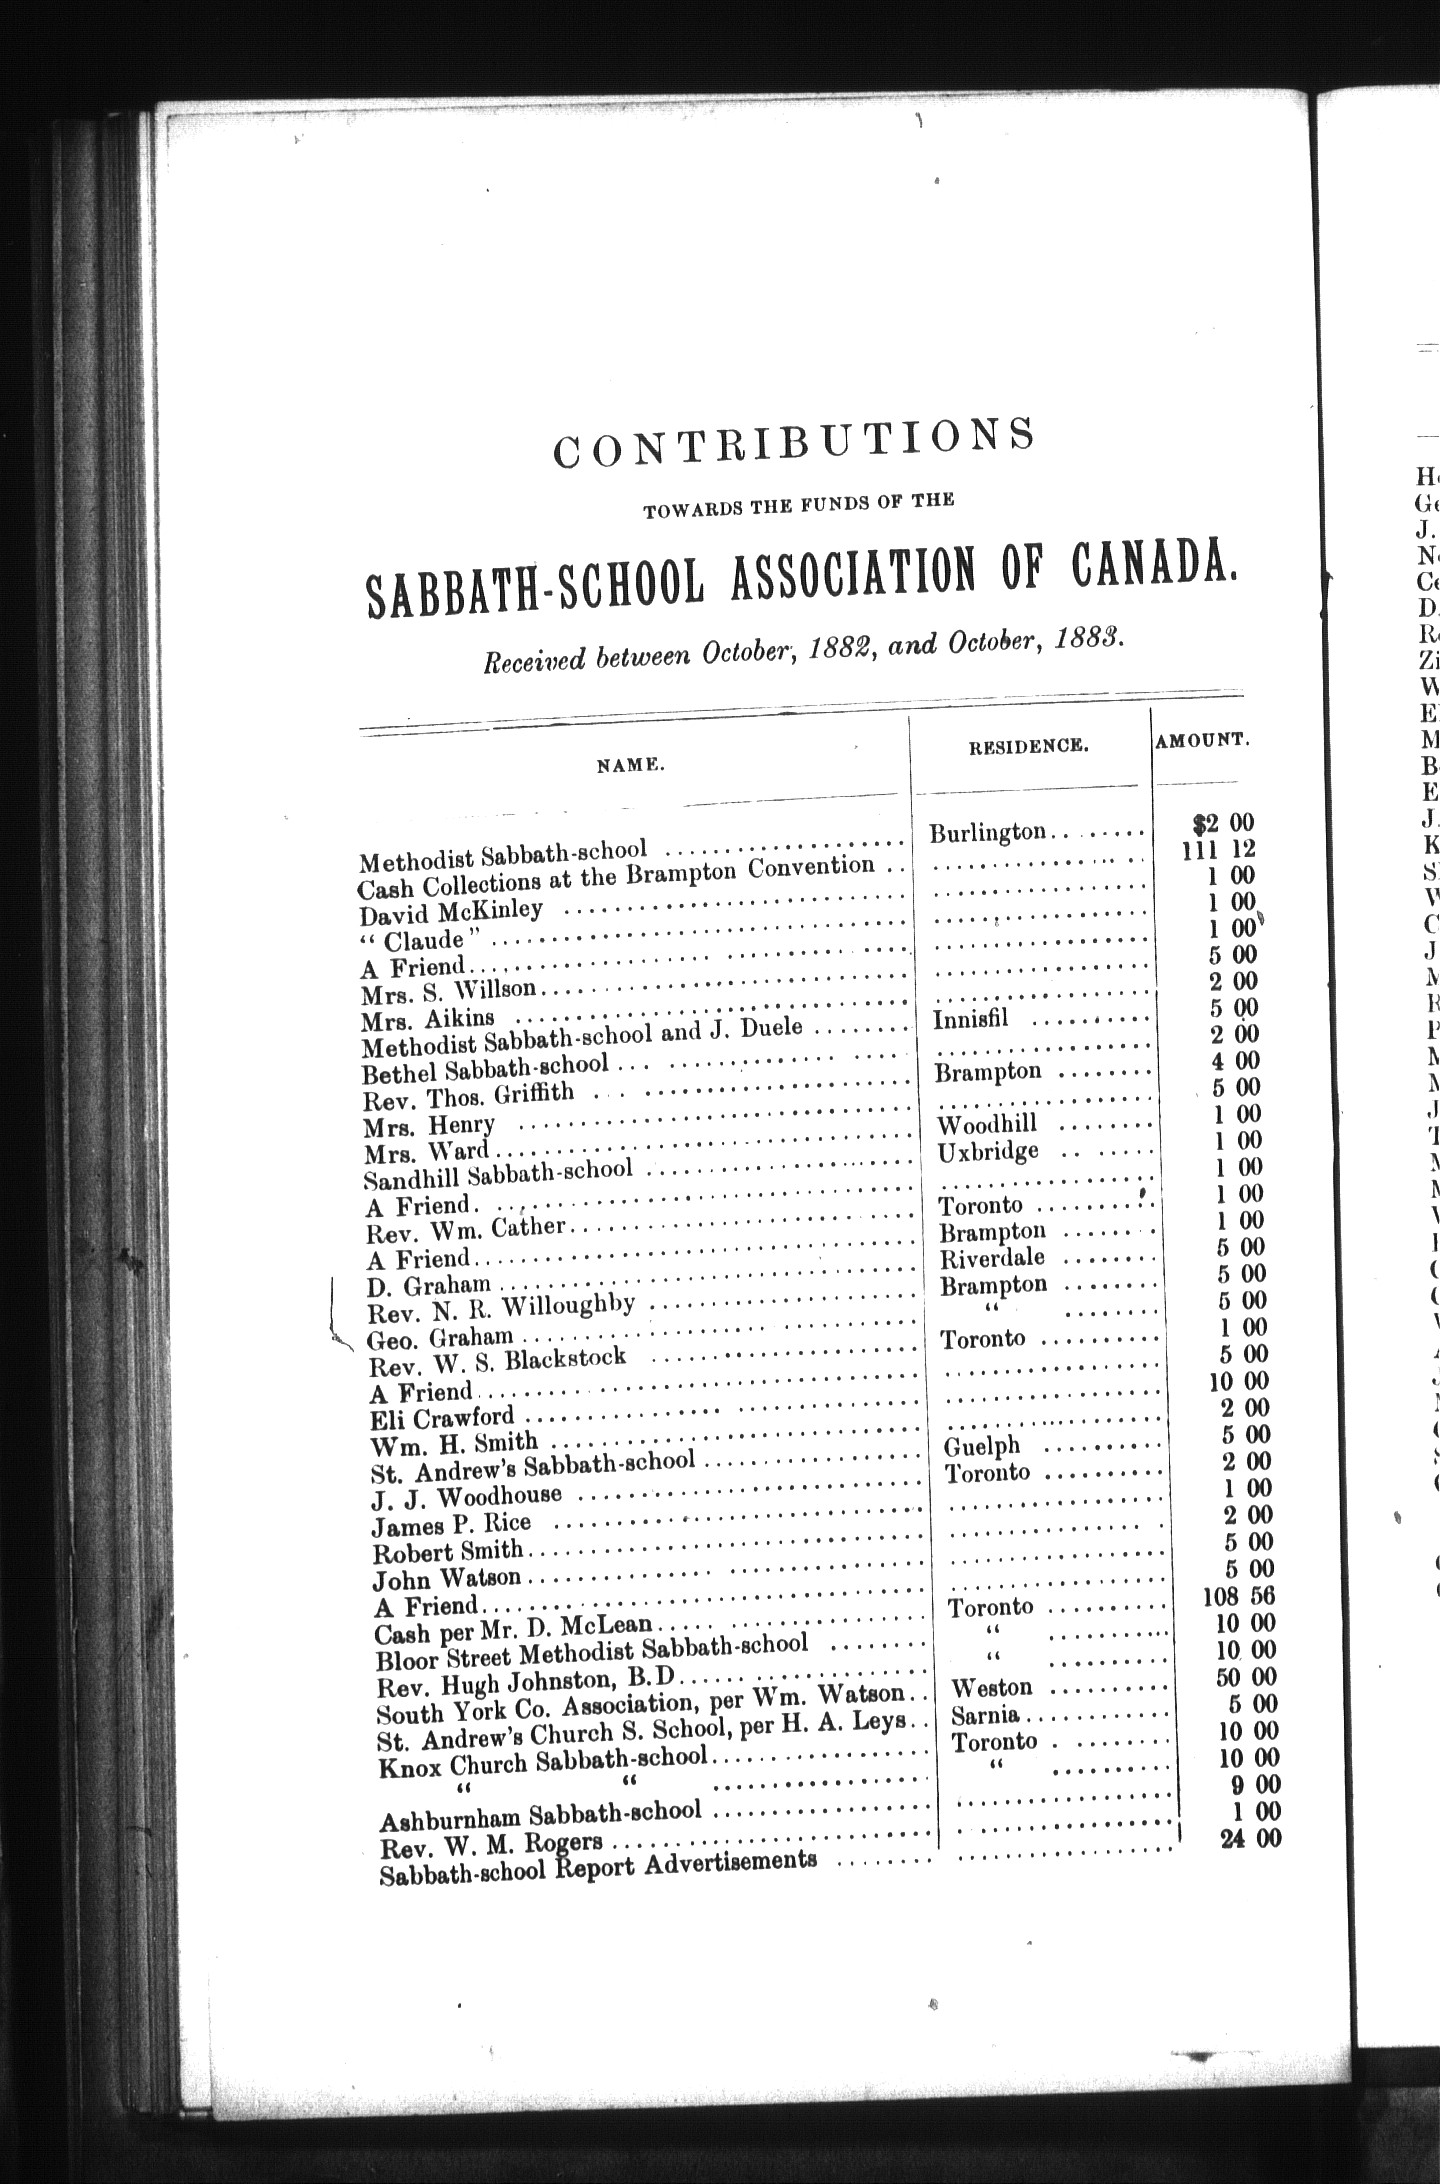 CONTRIBUTIONS
TOWARDS THE FUNDS OF THE
SABBATH-SCHOOL ASSOCIATION OF CANADA.
Received between October, 1882, and October, 1883.
NAME. RESIDENCE. AMOUNT.
Methodist Sabbath-school ........ Burlington ........ $2 00
Cash Collections at the Brampton Convention .. ........ 111 12
David McKinley ........ ........ 1 00
“ Claude ” ........ ........ 1 00
A Friend ........ ........ 1 00
Mrs. S. Willson ........ ........ 5 00
Mrs. Aikins ........ ........ 2 00
Methodist Sabbath-school and J. Duele ........ Innisfil ........ 5 00
Bethel Sabbath-school ........ ........ 2 00
Rev. Thos. Griffith ........ Brampton ........ 4 00
Mrs. Henry ........ ........ 5 00
Mrs. Ward ........ Woodhill ........ 1 00
Sandhill Sabbath-school ........ Uxbridge ........ 1 00
A Friend ........ ........ 1 00
Rev. Wm. Cather ........ Toronto ........ 1 00
A Friend ........ Brampton ........ 1 00
D. Graham ........ Riverdale ........ 5 00
Rev. N. R. Willoughby ........ Brampton ........ 5 00
Geo. Graham ........ “ ........ 5 00
Rev. W. S. Blackstock ........ Toronto ........ 1 00
A Friend ........ ........ 5 00
Eli Crawford ........ ........ 10 00
Wm. H. Smith ........ ........ 2 00
St. Andrew's Sabbath-school ........ Guelph ........ 5 00
J. J. Woodhouse ........ Toronto ........ 2 00
James P. Rice ........ ........ 1 00
Robert Smith ........ ........ 2 00
John Watson ........ ........ 5 00
A Friend ........ ........ 5 00
Cash per Mr. D. McLean ........ Toronto ........ 108 56
Bloor Street Methodist Sabbath-school ........ “ ........ 10 00
Rev. Hugh Johnston, B.D. ........ “ ........ 10 00
South York Co. Association, per Wm. Watson .. Weston ........ 50 00
St. Andrew's Church S. School, per H. A. Leys .. Sarnia ........ 5 00
Knox Church Sabbath-school ........ Toronto ........ 10 00
“ “ ........ “ ........ 10 00
Ashburnham Sabbath-school ........ ........ 9 00
Rev. W. M. Rogers ........ ........ 1 00
Sabbath-school Report Advertisements ........ ........ 24 00